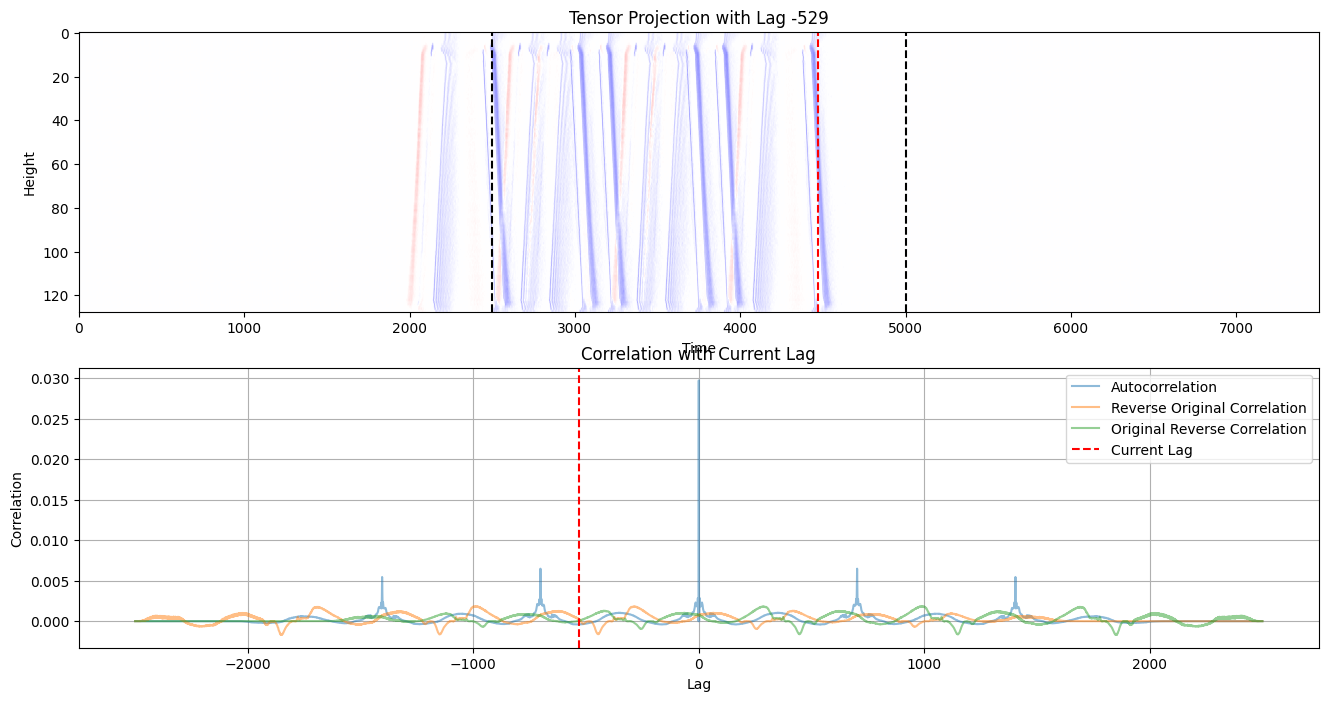 Tensor Projection with Lag -529
Height
0
20
40
60
80
100
120
0 1000 2000 3000 4000 5000 6000 7000
Time
Correlation with Current Lag
Correlation
0.030
0.025
0.020
0.015
0.010
0.005
0.000
Autocorrelation
Reverse Original Correlation
Original Reverse Correlation
Current Lag
−2000 −1000 0 1000 2000
Lag